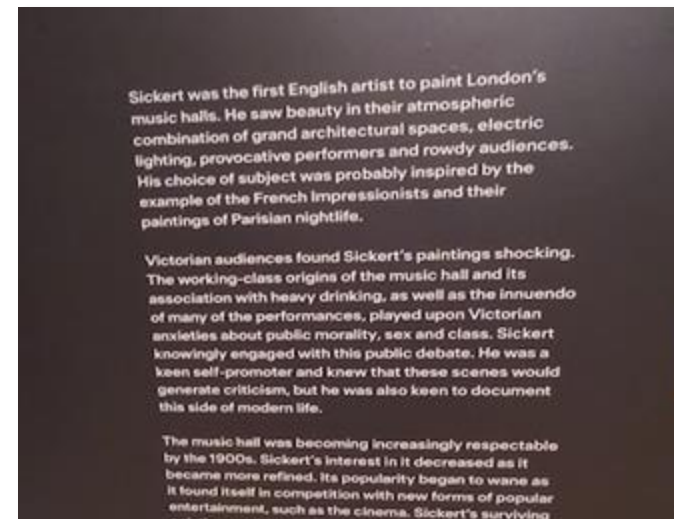 Sickert was the first English artist to paint London's
music halls. He saw beauty in their atmospheric
combination of grand architectural spaces, electric
lighting, provocative performers and rowdy audiences.
His choice of subject was probably inspired by the
example of the French Impressionists and their
paintings of Parisian nightlife.
Victorian audiences found Sickert's paintings shocking.
The working-class origins of the music hall and its
association with heavy drinking, as well as the innuendo
of many of the performances, played upon Victorian
anxieties about public morality, sex and class. Sickert
knowingly engaged with this public debate. He was a
keen self-promoter and knew that these scenes would
generate criticism, but he was also keen to document
this side of modern life.
The music hall was becoming increasingly respectable
by the 1900s. Sickert's interest in it decreased as it
became more refined. Its popularity began to wane as
it found itself in competition with new forms of popular
entertainment, such as the cinema. Sickert's surviving